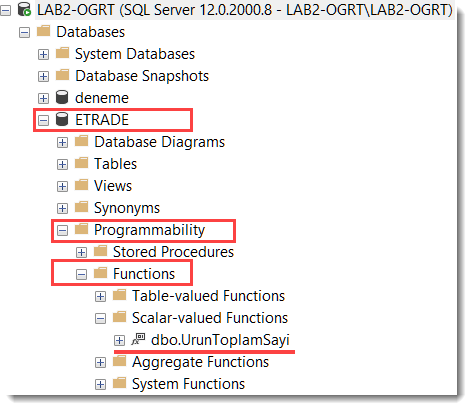 LAB2-OGRT (SQL Server 12.0.2000.8 - LAB2-OGRT\LAB2-OGRT)
Databases
System Databases
Database Snapshots
deneme
ETRADE
Database Diagrams
Tables
Views
Synonyms
Programmability
Stored Procedures
Functions
Table-valued Functions
Scalar-valued Functions
dbo.UrunToplamSayi
Aggregate Functions
System Functions